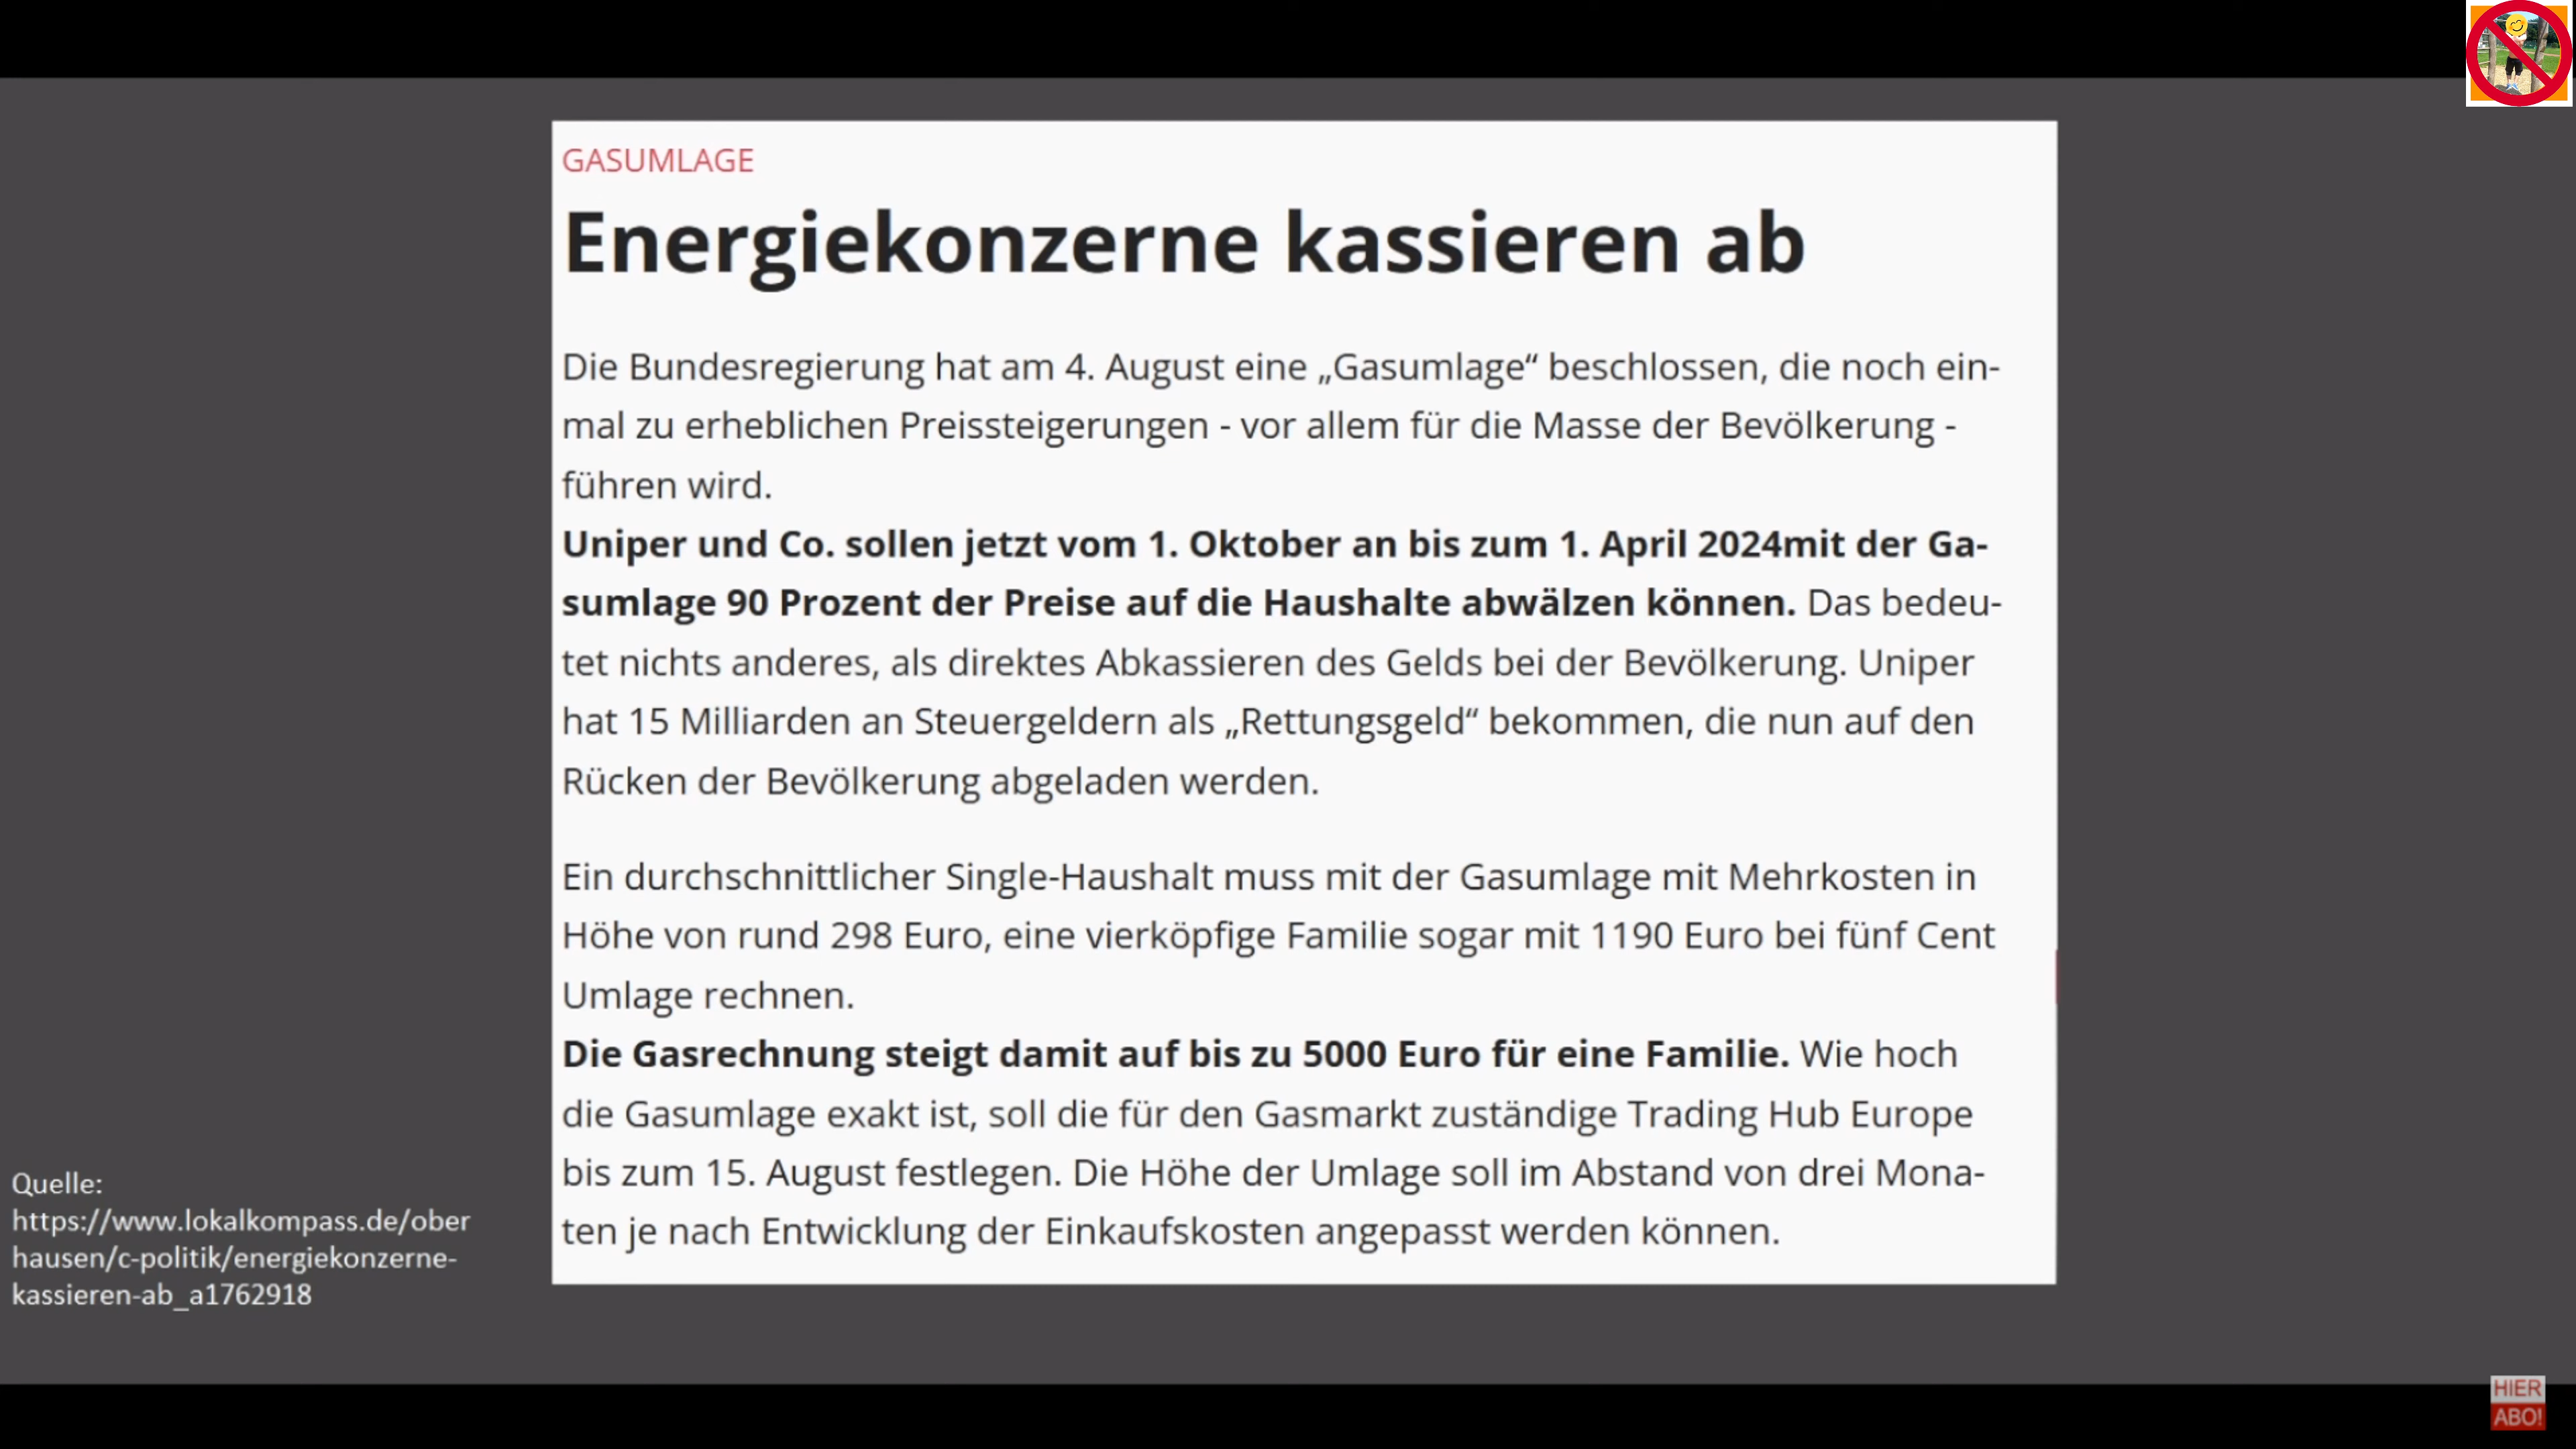 GASUMLAGE
Energiekonzerne kassieren ab
Die Bundesregierung hat am 4. August eine „Gasumlage“ beschlossen, die noch ein-
mal zu erheblichen Preissteigerungen - vor allem für die Masse der Bevölkerung -
führen wird.
Uniper und Co. sollen jetzt vom 1. Oktober an bis zum 1. April 2024mit der Ga-
sumlage 90 Prozent der Preise auf die Haushalte abwälzen können. Das bedeu-
tet nichts anderes, als direktes Abkassieren des Gelds bei der Bevölkerung. Uniper
hat 15 Milliarden an Steuergeldern als „Rettungsgeld“ bekommen, die nun auf den
Rücken der Bevölkerung abgeladen werden.
Ein durchschnittlicher Single-Haushalt muss mit der Gasumlage mit Mehrkosten in
Höhe von rund 298 Euro, eine vierköpfige Familie sogar mit 1190 Euro bei fünf Cent
Umlage rechnen.
Die Gasrechnung steigt damit auf bis zu 5000 Euro für eine Familie. Wie hoch
die Gasumlage exakt ist, soll die für den Gasmarkt zuständige Trading Hub Europe
bis zum 15. August festlegen. Die Höhe der Umlage soll im Abstand von drei Mona-
ten je nach Entwicklung der Einkaufskosten angepasst werden können.
Quelle:
https://www.lokalkompass.de/ober
hausen/c-politik/energiekonzerne-
kassieren-ab_a1762918
HIER
ABO!